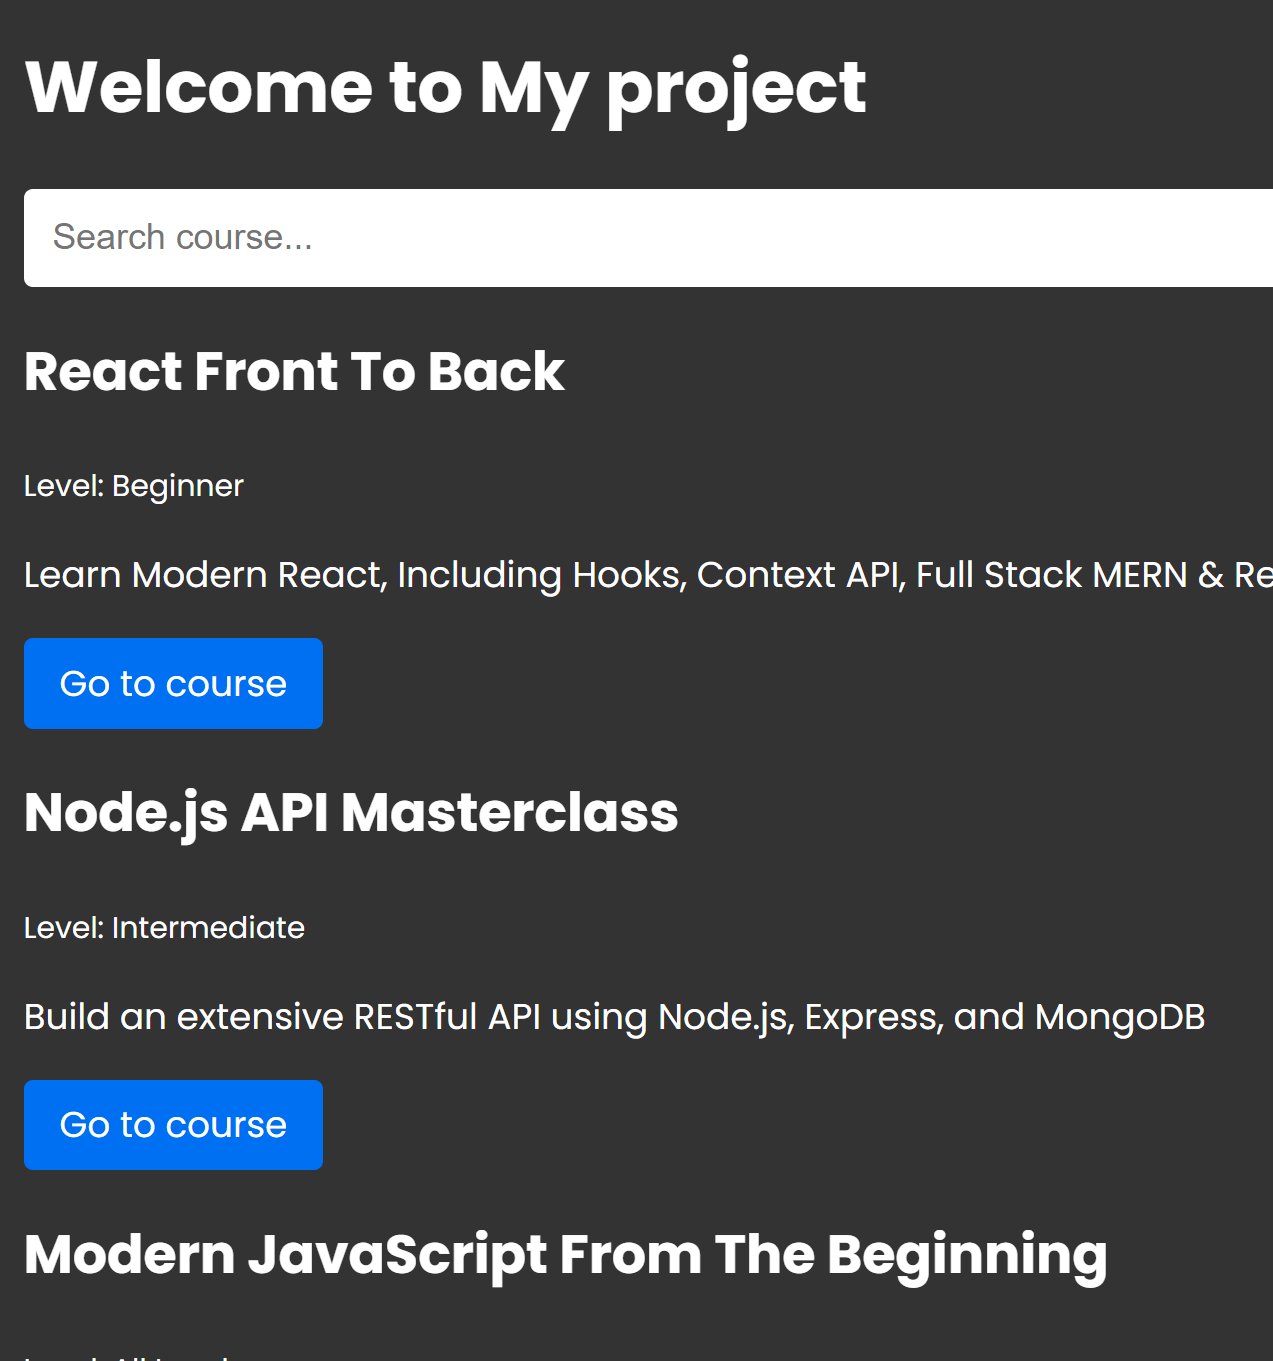 Welcome to My project
Search course...
React Front To Back
Level: Beginner
Learn Modern React, Including Hooks, Context API, Full Stack MERN &
Go to course
Node.js API Masterclass
Level: Intermediate
Build an extensive RESTful API using Node.js, Express, and MongoDB
Go to course
Modern JavaScript From The Beginning